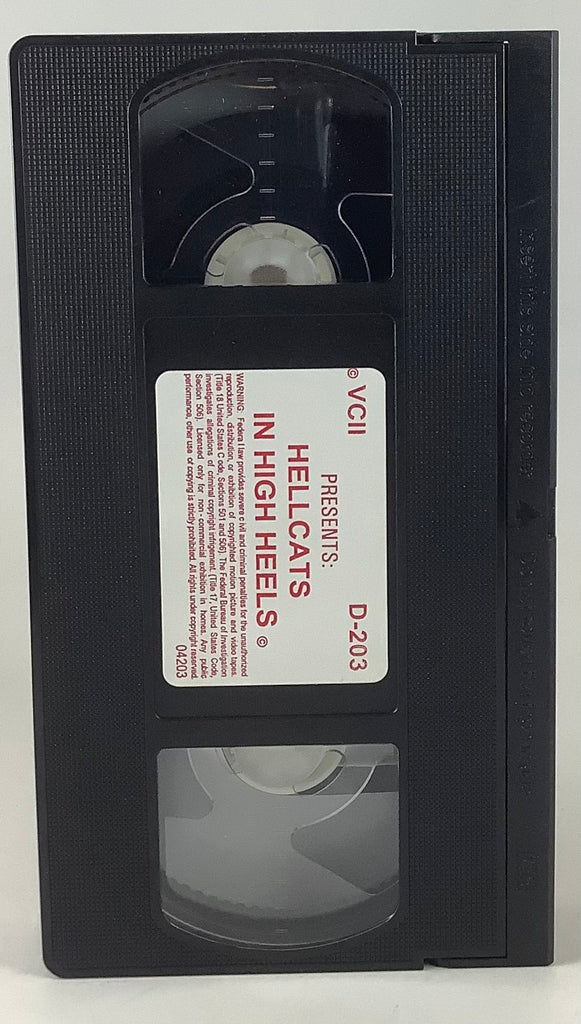 © VCII
D-203
PRESENTS:
HELLCATS
IN HIGH HEELS ©
WARNING: Federal law provides severe civil and criminal penalties for the unauthorized
reproduction, distribution, or exhibition of copyrighted motion picture and video tapes.
(Title 18 United States Code, Sections 501 and 506). The Federal Bureau of Investigation
investigates allegations of criminal copyright infringement, (Title 17, United States Code,
Section 506). Licensed only for non-commercial exhibition in homes. Any public
performance, other use of copying is strictly prohibited. All rights under copyright reserved.
04203